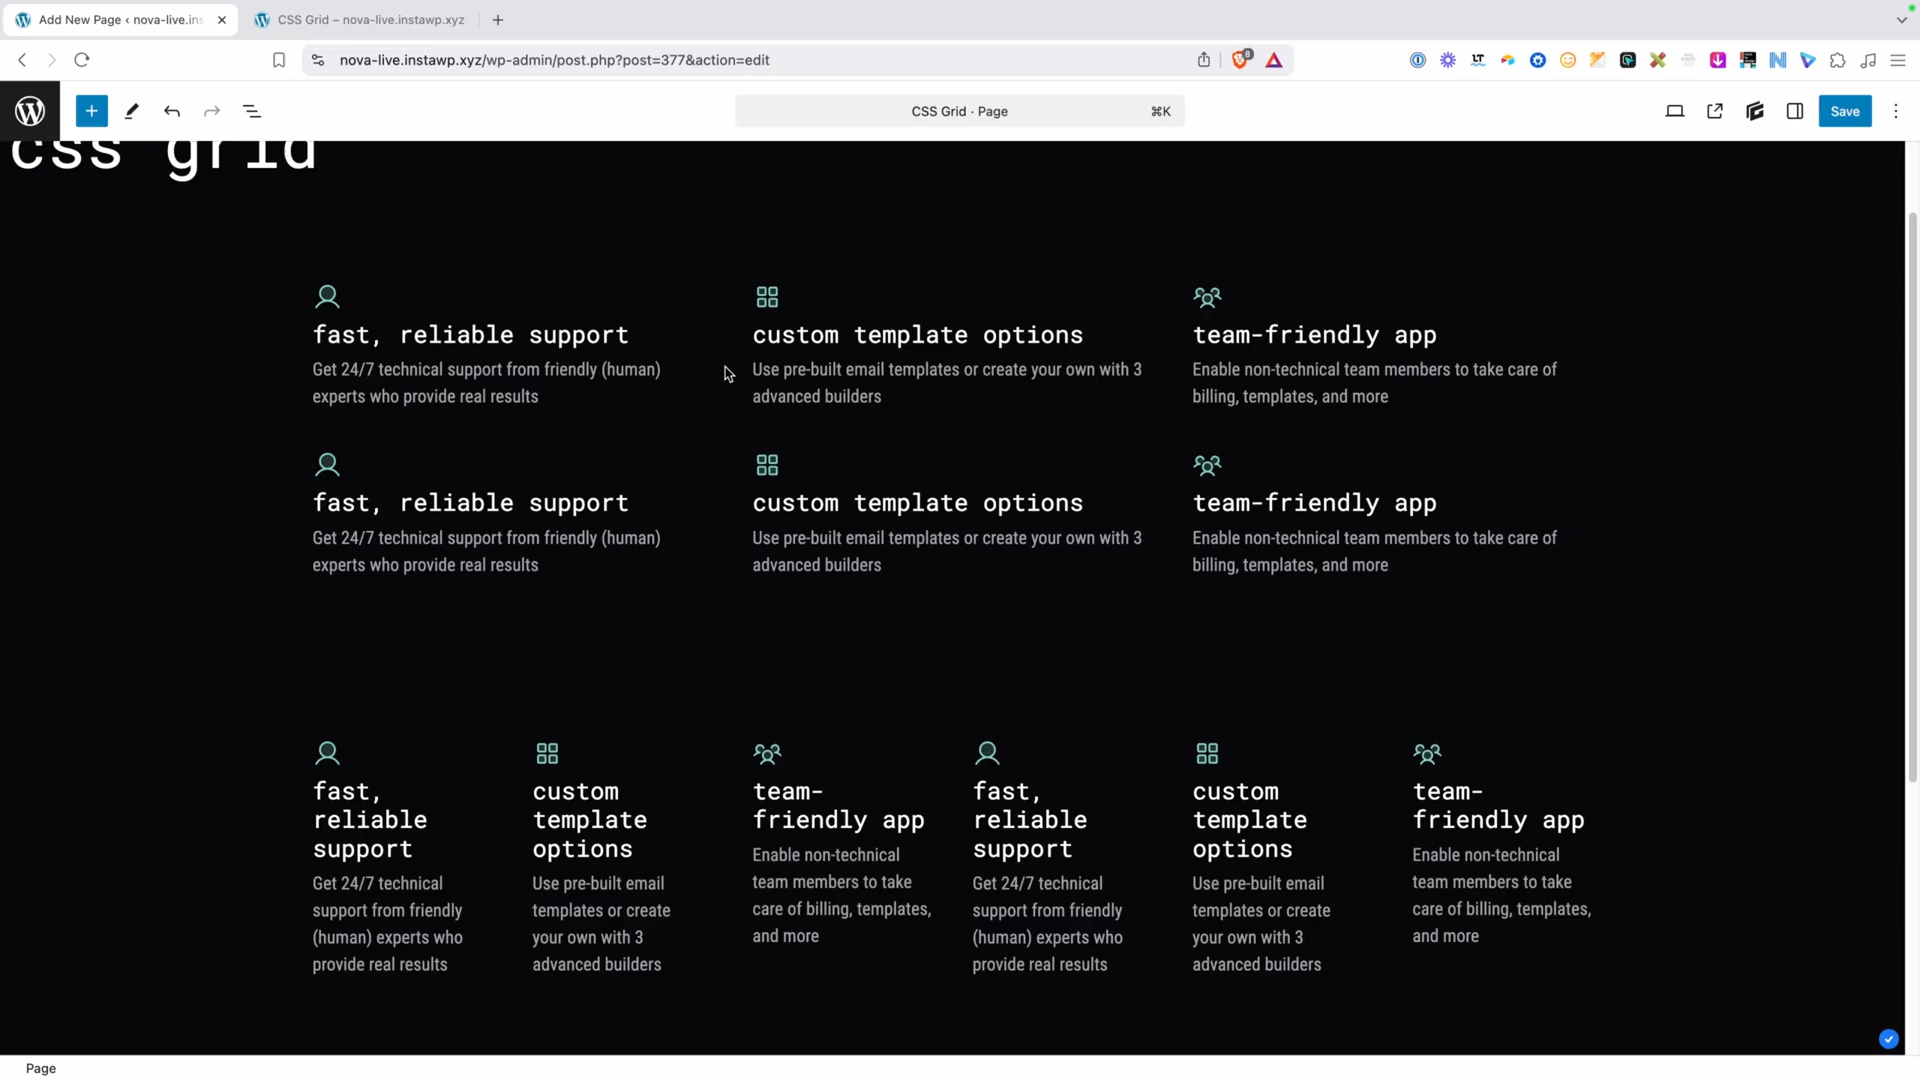 Add New Page ‹ nova-live.ins
CSS Grid – nova-live.instawp.xyz
nova-live.instawp.xyz/wp-admin/post.php?post=377&action=edit
8
LT
CSS Grid · Page
⌘K
Save
css grid
fast, reliable support
Get 24/7 technical support from friendly (human)
experts who provide real results
custom template options
Use pre-built email templates or create your own with 3
advanced builders
team-friendly app
Enable non-technical team members to take care of
billing, templates, and more
fast, reliable support
Get 24/7 technical support from friendly (human)
experts who provide real results
custom template options
Use pre-built email templates or create your own with 3
advanced builders
team-friendly app
Enable non-technical team members to take care of
billing, templates, and more
fast,
reliable
support
Get 24/7 technical
support from friendly
(human) experts who
provide real results
custom
template
options
Use pre-built email
templates or create
your own with 3
advanced builders
team-
friendly app
Enable non-technical
team members to take
care of billing, templates,
and more
fast,
reliable
support
Get 24/7 technical
support from friendly
(human) experts who
provide real results
custom
template
options
Use pre-built email
templates or create
your own with 3
advanced builders
team-
friendly app
Enable non-technical
team members to take
care of billing, templates,
and more
Page